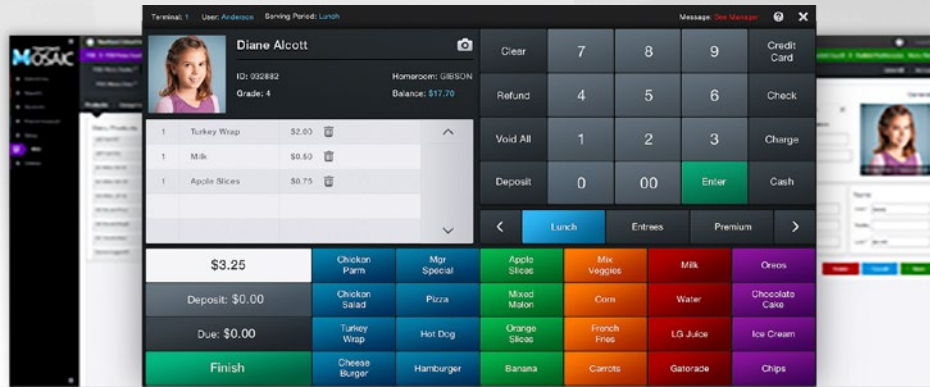 Terminal: 1 User: Anderson Serving Period: Lunch Message: See Manager
MOSAIC
Diane Alcott
ID: 032882 Homeroom: GIBSON
Grade: 4 Balance: $17.70
1 Turkey Wrap $2.00
1 Milk $0.50
1 Apple Slices $0.75
Clear 7 8 9 Credit Card
Refund 4 5 6 Check
Void All 1 2 3 Charge
Deposit 0 00 Enter Cash
Lunch Entrees Premium
$3.25 Chicken Parm Mgr Special Apple Slices Mix Veggies Milk Oreos
Deposit: $0.00 Chicken Salad Pizza Mixed Melon Corn Water Chocolate Cake
Due: $0.00 Turkey Wrap Hot Dog Orange Slices French Fries LG Juice Ice Cream
Finish Cheese Burger Hamburger Banana Carrots Gatorade Chips